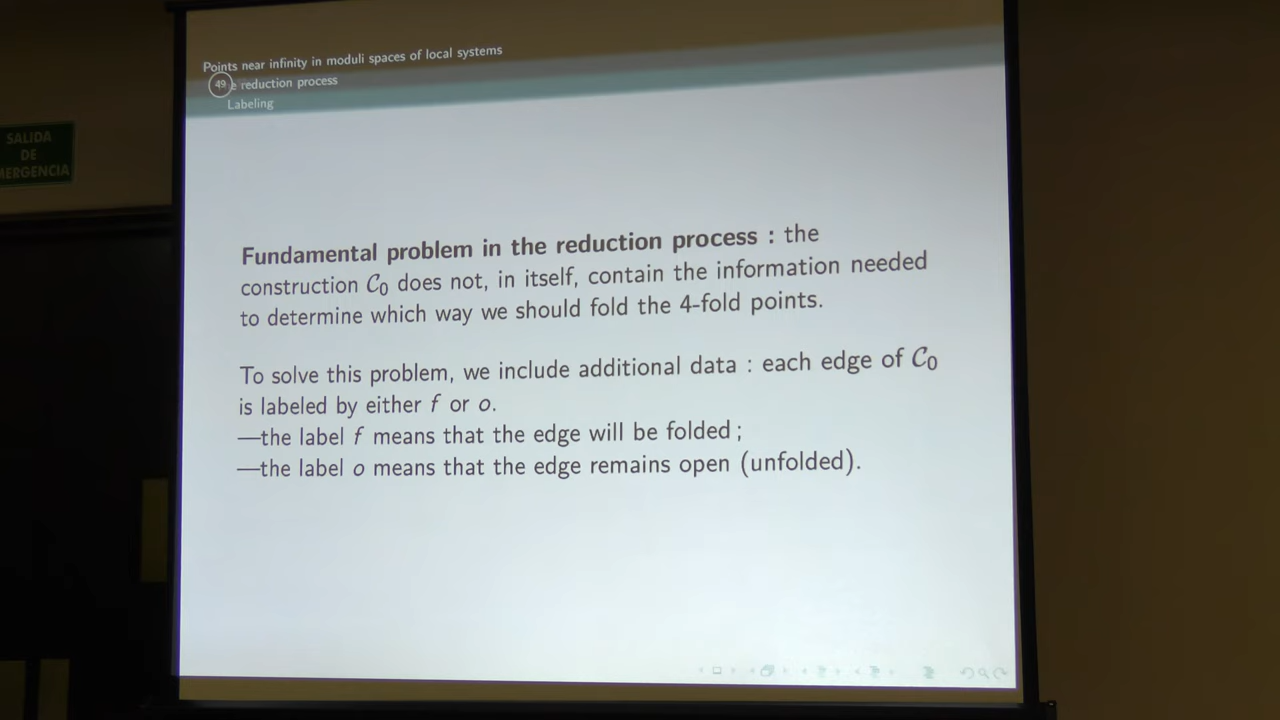 SALIDA
DE
MERGENCIA
Points near infinity in moduli spaces of local systems
49 e reduction process
Labeling
Fundamental problem in the reduction process : the
construction C₀ does not, in itself, contain the information needed
to determine which way we should fold the 4-fold points.
To solve this problem, we include additional data : each edge of C₀
is labeled by either f or o.
—the label f means that the edge will be folded ;
—the label o means that the edge remains open (unfolded).